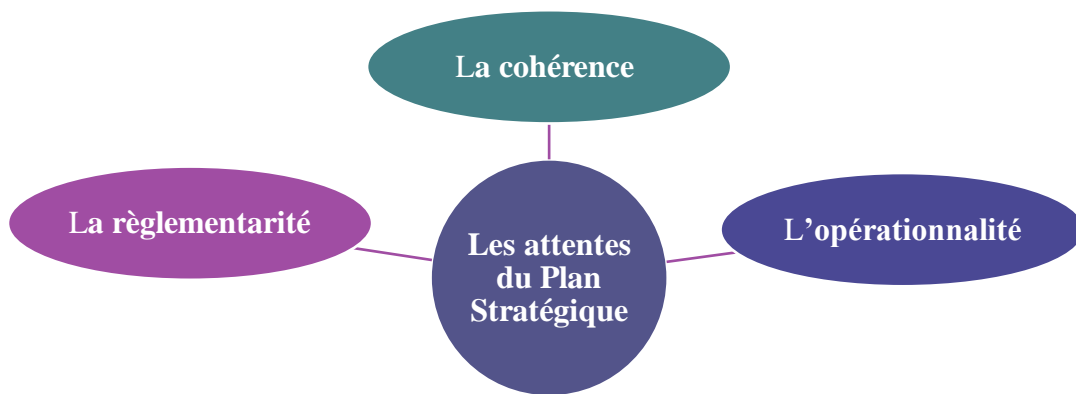 La cohérence
La règlementarité
L'opérationnalité
Les attentes
du Plan
Stratégique